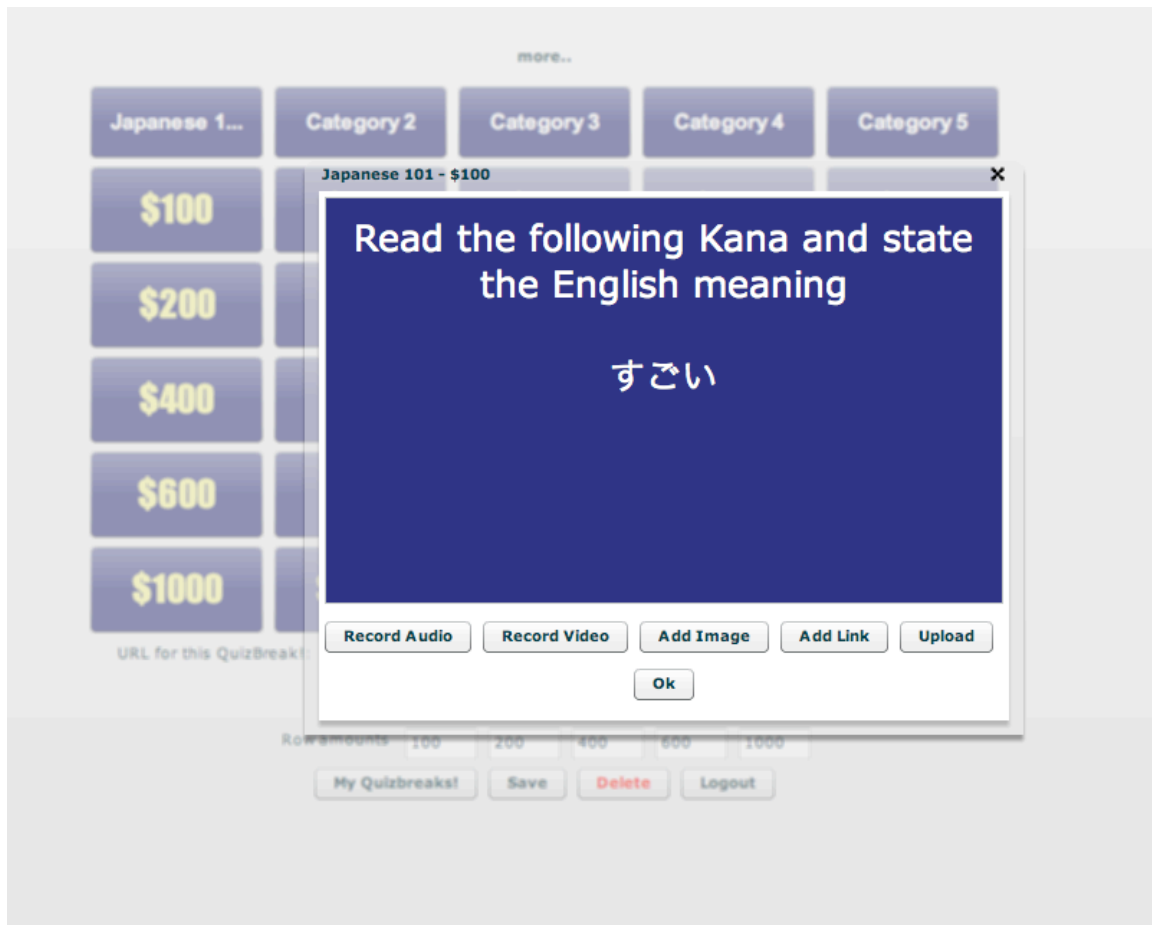 more..
Japanese 1... Category 2 Category 3 Category 4 Category 5
Japanese 101 - $100
Read the following Kana and state
the English meaning
すごい
$100
$200
$400
$600
$1000
Record Audio Record Video Add Image Add Link Upload
Ok
URL for this QuizBreak!:
Row amounts 100 200 400 600 1000
My Quizbreaks! Save Delete Logout